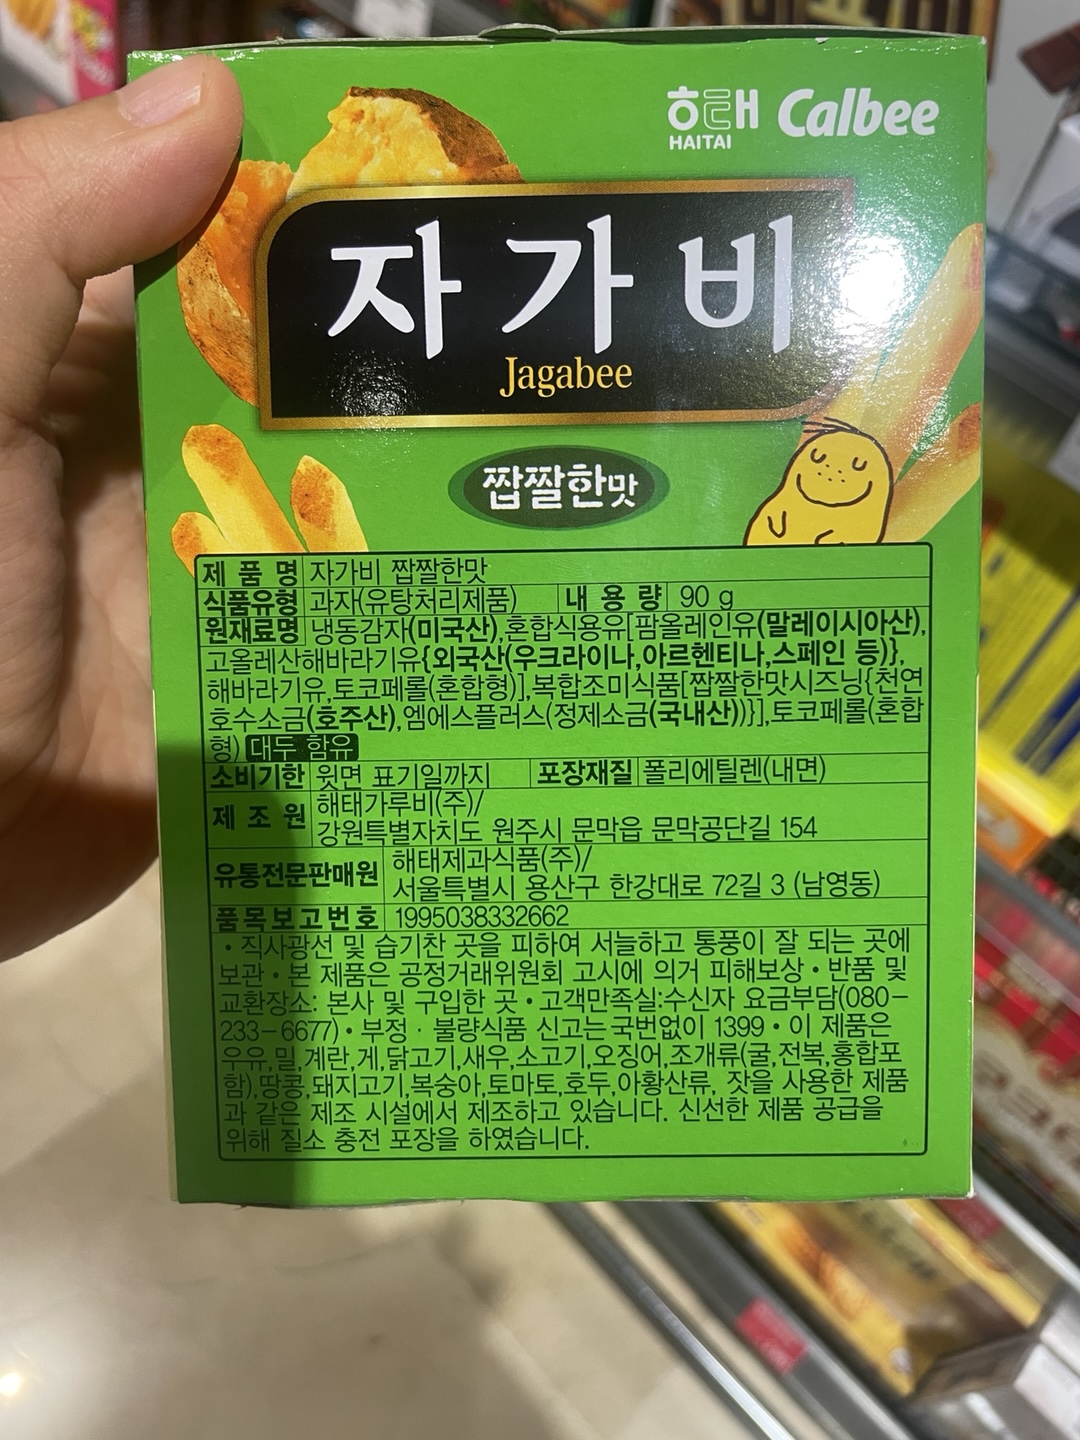 해태 Calbee
HAITAI
자가비
Jagabee
짭짤한맛
제 품 명 자가비 짭짤한맛
식품유형 과자(유탕처리제품) 내 용 량 90 g
원재료명 냉동감자(미국산),혼합식용유[팜올레인유(말레이시아산),
고올레산해바라기유{외국산(우크라이나,아르헨티나,스페인 등)},
해바라기유,토코페롤(혼합형)],복합조미식품[짭짤한맛시즈닝{천연
호수소금(호주산),엠에스플러스(정제소금(국내산))}],토코페롤(혼합
형) 대두 함유
소비기한 윗면 표기일까지 포장재질 폴리에틸렌(내면)
제 조 원 해태가루비(주)/
강원특별자치도 원주시 문막읍 문막공단길 154
유통전문판매원 해태제과식품(주)/
서울특별시 용산구 한강대로 72길 3 (남영동)
품목보고번호 1995038332662
• 직사광선 및 습기찬 곳을 피하여 서늘하고 통풍이 잘 되는 곳에
보관 • 본 제품은 공정거래위원회 고시에 의거 피해보상 • 반품 및
교환장소: 본사 및 구입한 곳 • 고객만족실:수신자 요금부담(080-
233-6677) • 부정 · 불량식품 신고는 국번없이 1399 • 이 제품은
우유,밀,계란,게,닭고기,새우,소고기,오징어,조개류(굴,전복,홍합포
함),땅콩,돼지고기,복숭아,토마토,호두,아황산류, 잣을 사용한 제품
과 같은 제조 시설에서 제조하고 있습니다. 신선한 제품 공급을
위해 질소 충전 포장을 하였습니다.